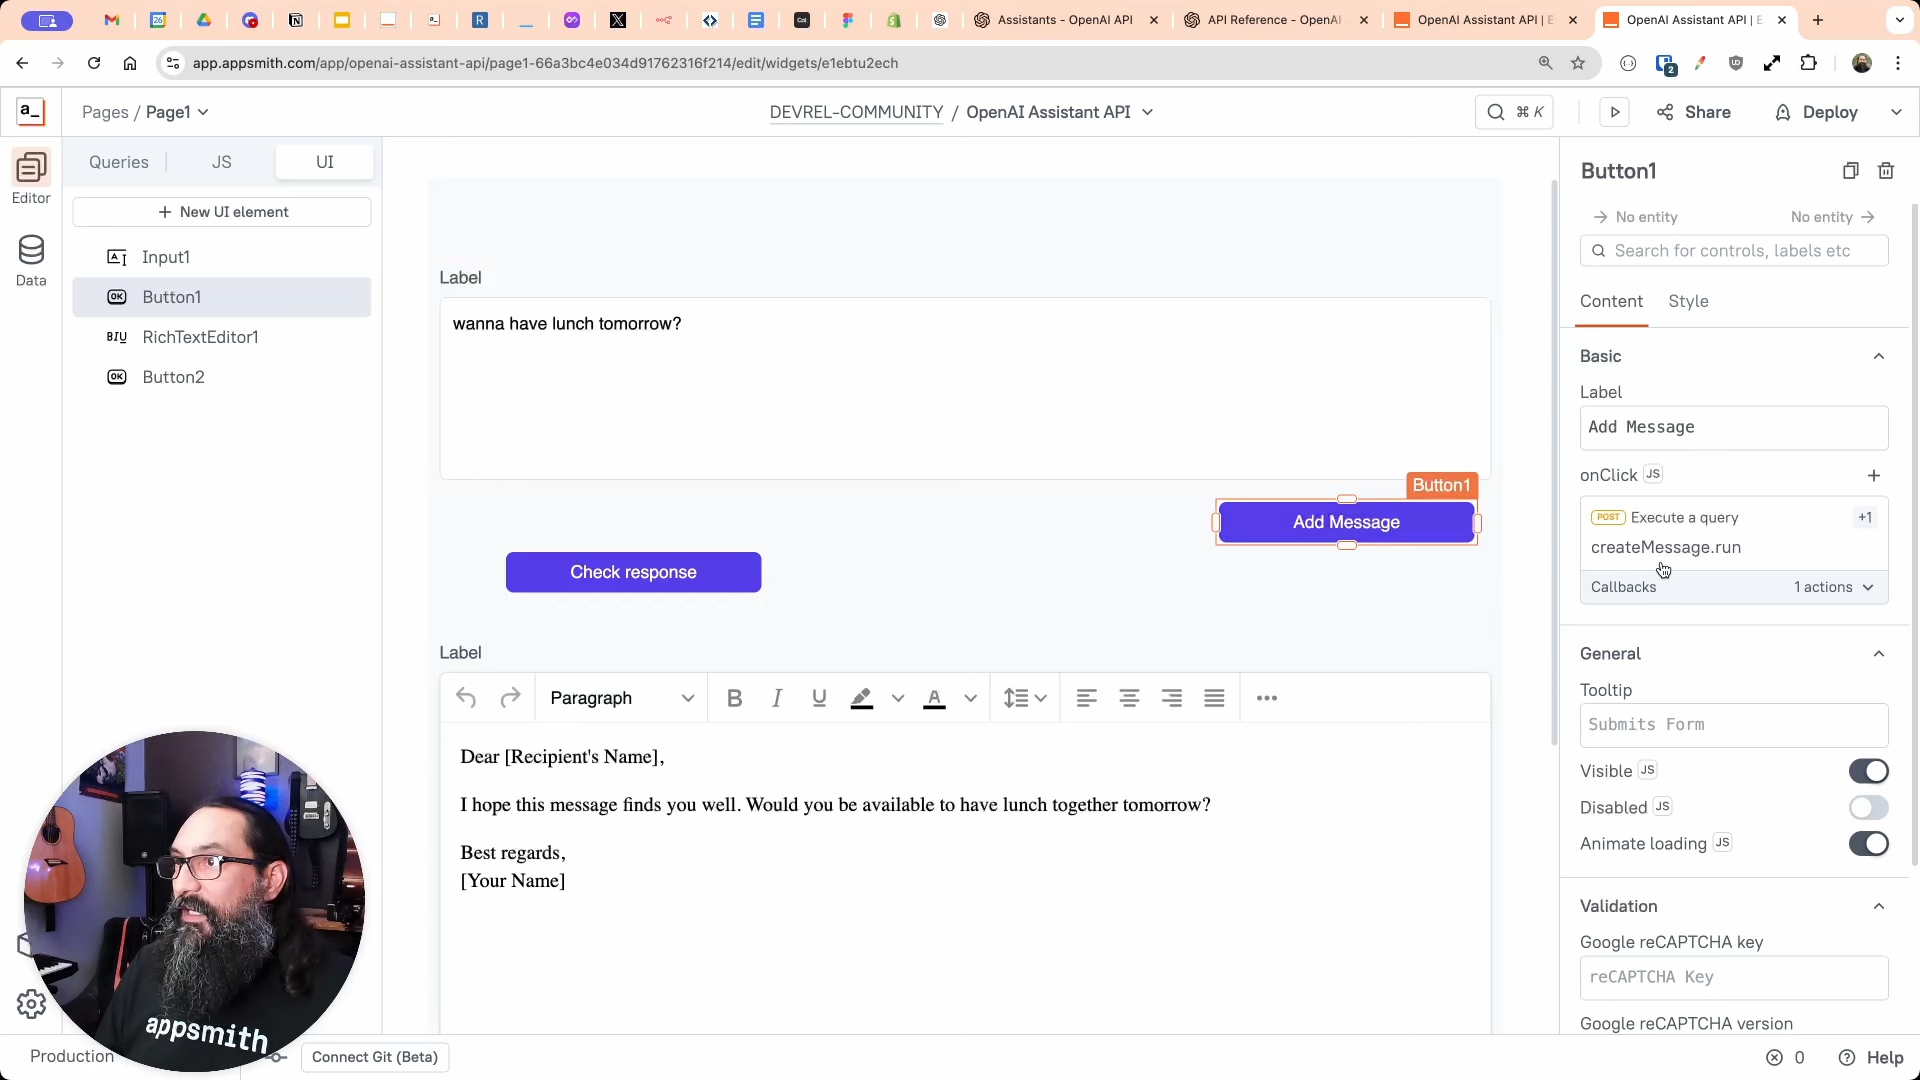 Assistants - OpenAI API
API Reference - OpenAI
OpenAI Assistant API | E
OpenAI Assistant API | E
app.appsmith.com/app/openai-assistant-api/page1-66a3bc4e034d91762316f214/edit/widgets/e1ebtu2ech
a_
Pages / Page1
DEVREL-COMMUNITY / OpenAI Assistant API
⌘ K
Share
Deploy
Editor
Data
Queries
JS
UI
+ New UI element
Input1
Button1
RichTextEditor1
Button2
Label
wanna have lunch tomorrow?
Button1
Add Message
Check response
Label
Paragraph
Dear [Recipient's Name],
I hope this message finds you well. Would you be available to have lunch together tomorrow?
Best regards,
[Your Name]
Button1
No entity
No entity
Search for controls, labels etc
Content
Style
Basic
Label
Add Message
onClick JS
POST Execute a query +1
createMessage.run
Callbacks 1 actions
General
Tooltip
Submits Form
Visible JS
Disabled JS
Animate loading JS
Validation
Google reCAPTCHA key
reCAPTCHA Key
Google reCAPTCHA version
appsmith
Production
Connect Git (Beta)
0
Help